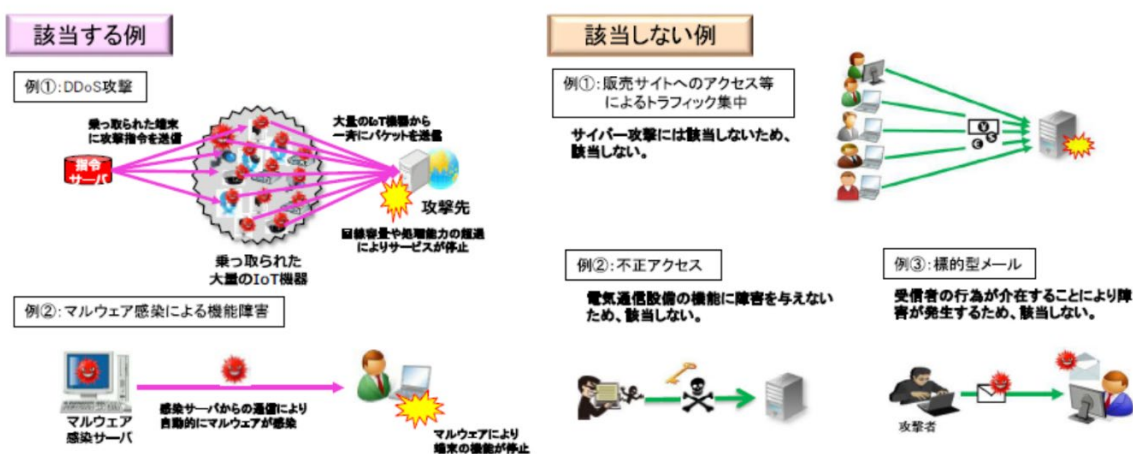 該当する例
例①:DDoS攻撃
乗っ取られた端末
に攻撃指令を送信
大量のIoT機器から
一斉にパケットを送信
指令
サーバ
攻撃先
回線容量や処理能力の超過
によりサービスが停止
乗っ取られた
大量のIoT機器
例②:マルウェア感染による機能障害
感染サーバからの通信により
自動的にマルウェアが感染
マルウェア
感染サーバ
マルウェアにより
端末の機能が停止
該当しない例
例①:販売サイトへのアクセス等
によるトラフィック集中
サイバー攻撃には該当しないため、
該当しない。
例②:不正アクセス
電気通信設備の機能に障害を与えない
ため、該当しない。
例③:標的型メール
受信者の行為が介在することにより障
害が発生するため、該当しない。
攻撃者